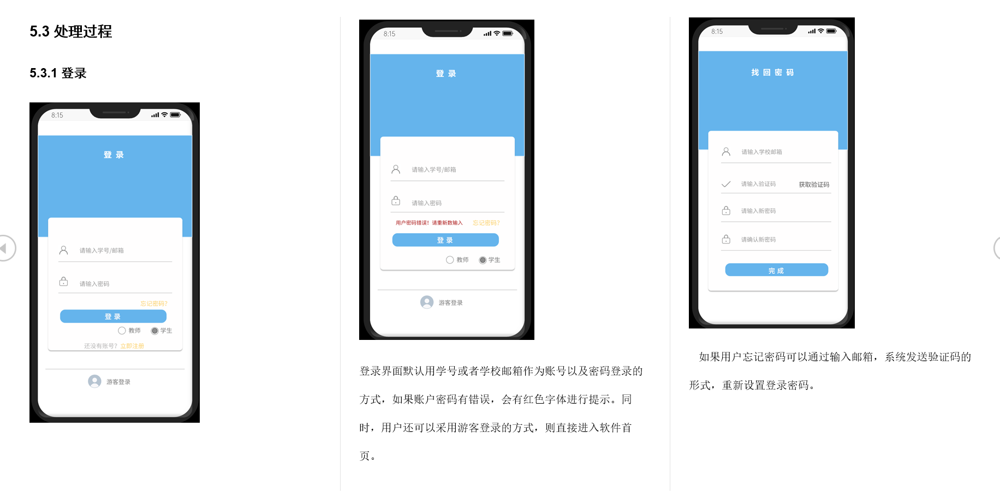 5.3 处理过程
5.3.1 登录
8:15
登 录
请输入学号/邮箱
请输入密码
忘记密码?
登 录
教师 学生
还没有账号? 立即注册
游客登录
8:15
登 录
请输入学号/邮箱
请输入密码
用户密码错误! 请重新数输入 忘记密码?
登 录
教师 学生
游客登录
登录界面默认用学号或者学校邮箱作为账号以及密码登录的
方式，如果账户密码有错误，会有红色字体进行提示。同
时，用户还可以采用游客登录的方式，则直接进入软件首
页。
8:15
找 回 密 码
请输入学校邮箱
请输入验证码 获取验证码
请输入新密码
请确认新密码
完 成
如果用户忘记密码可以通过输入邮箱，系统发送验证码的
形式，重新设置登录密码。